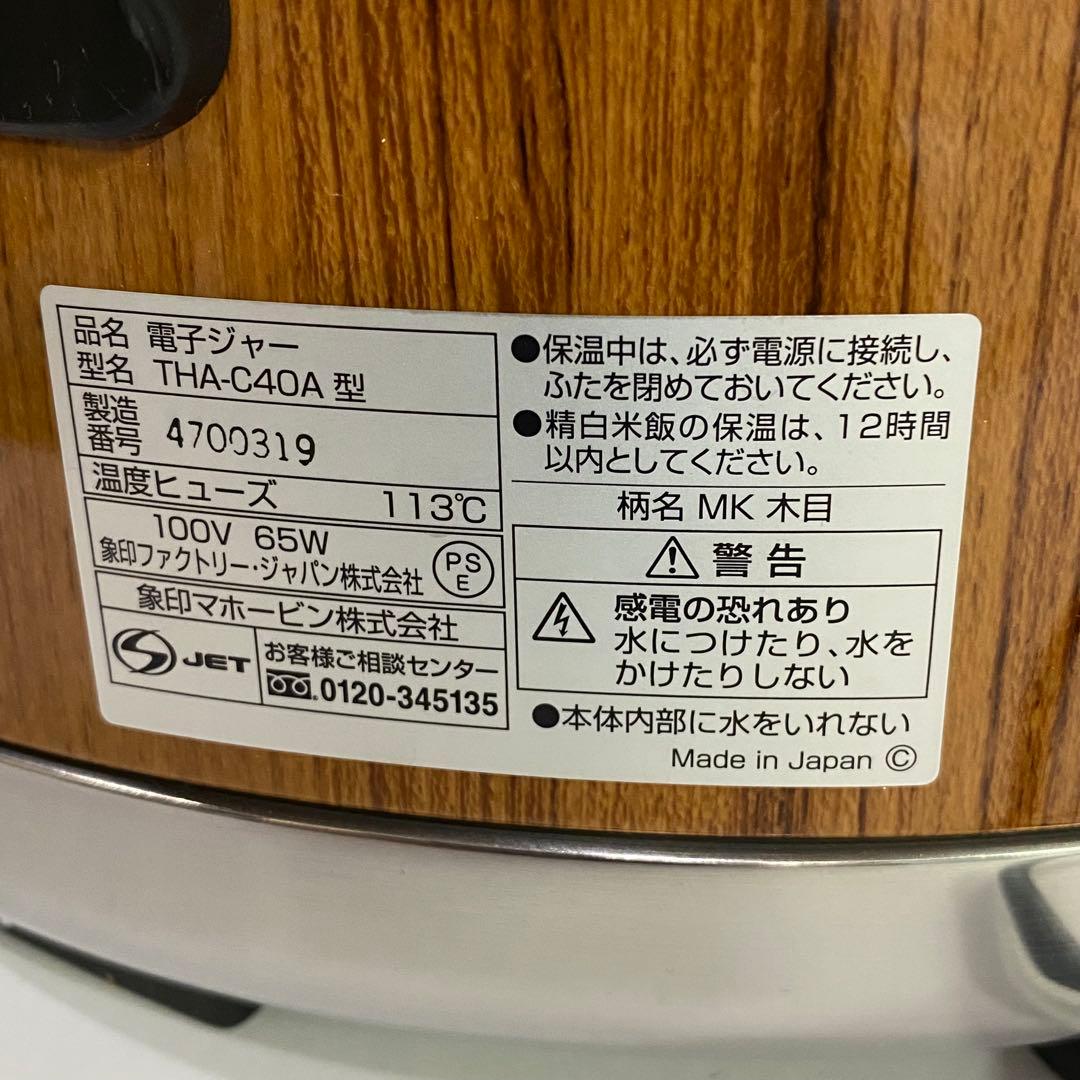 品名 電子ジャー
型名 THA-C40A 型
製造番号 4700319
温度ヒューズ 113℃
100V 65W
象印ファクトリー・ジャパン株式会社
PS
E
象印マホービン株式会社
JET
お客様ご相談センター
0120-345135
●保温中は、必ず電源に接続し、
ふたを閉めておいてください。
●精白米飯の保温は、12時間
以内としてください。
柄名 MK 木目
警告
感電の恐れあり
水につけたり、水を
かけたりしない
●本体内部に水をいれない
Made in Japan ©